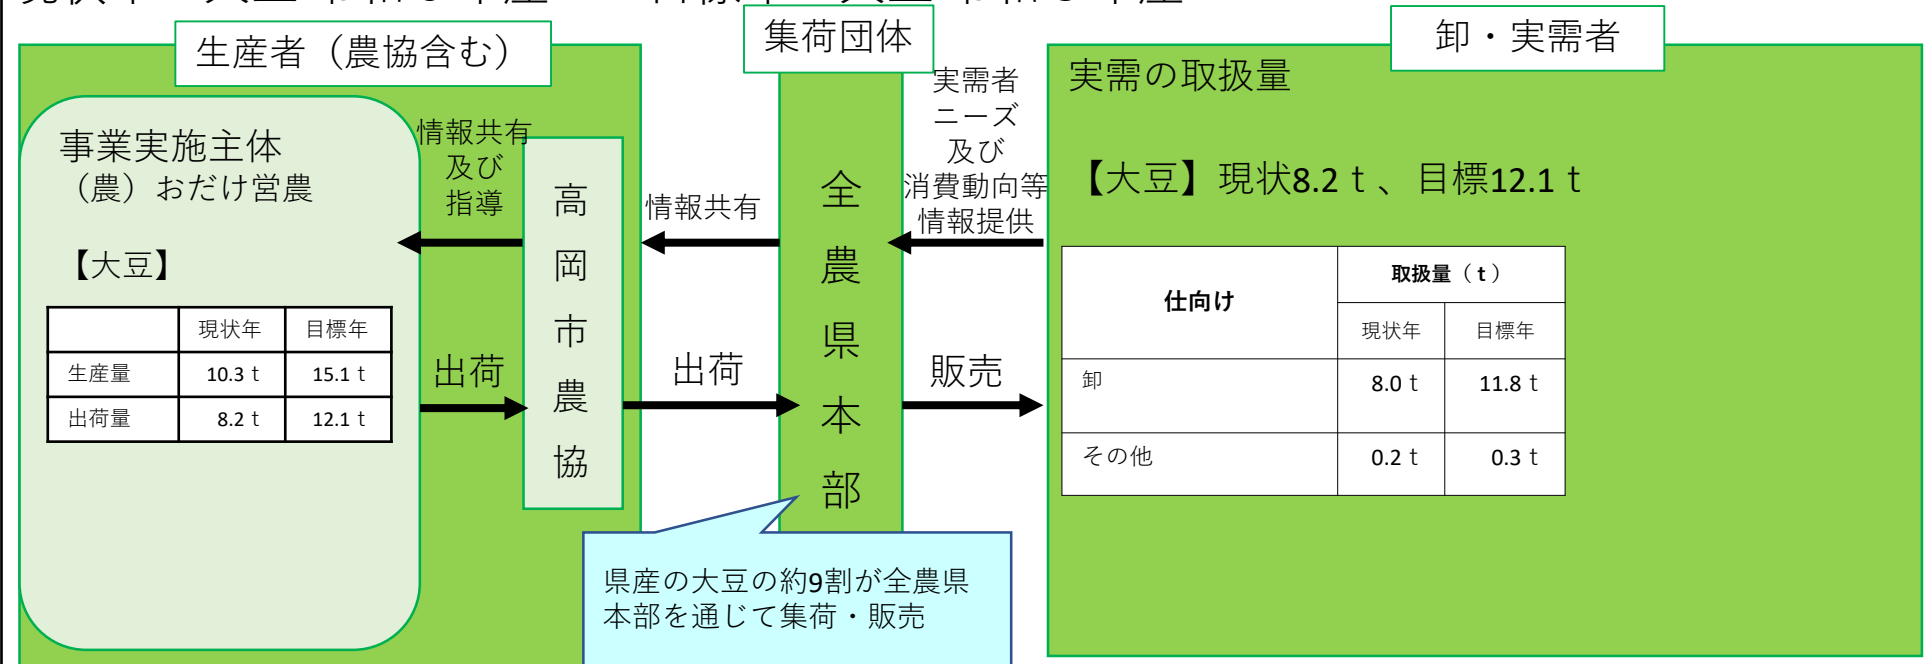 生産者（農協含む）
集荷団体
卸・実需者
事業実施主体
（農）おだけ営農
【大豆】
現状年 目標年
生産量 10.3ｔ 15.1ｔ
出荷量 8.2ｔ 12.1ｔ
情報共有
及び
指導
出荷
高
岡
市
農
協
情報共有
出荷
全
農
県
本
部
実需者
ニーズ
及び
消費動向等
情報提供
販売
県産の大豆の約9割が全農県
本部を通じて集荷・販売
実需の取扱量
【大豆】現状8.2ｔ、目標12.1ｔ
仕向け 取扱量（ｔ）
現状年 目標年
卸 8.0ｔ 11.8ｔ
その他 0.2ｔ 0.3ｔ